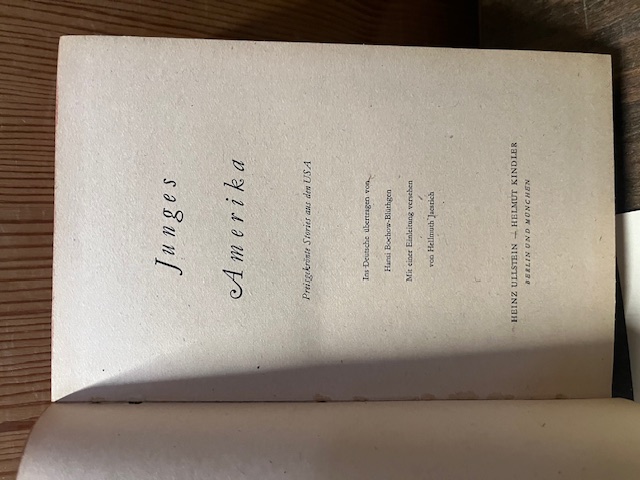 Junges
Amerika
Preisgekrönte Stories aus den USA
Ins Deutsche übertragen von
Hansi Bochow-Blüthgen
Mit einer Einleitung versehen
von Hellmuth Jaesrich
HEINZ ULLSTEIN — HELMUT KINDLER
BERLIN UND MÜNCHEN